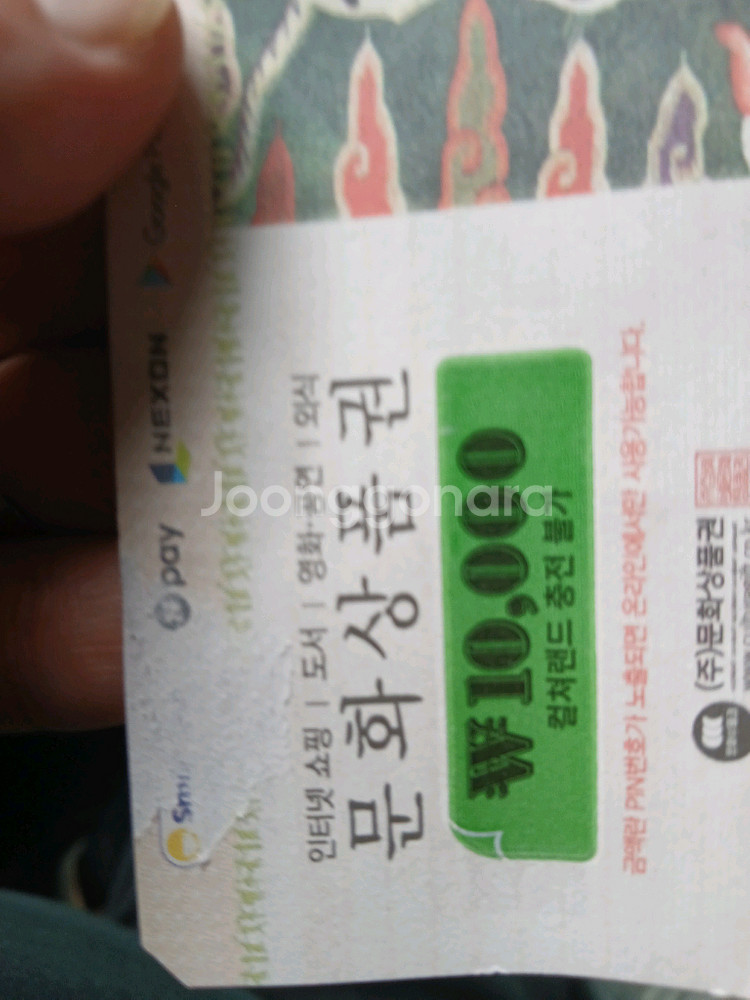 인터넷 쇼핑 | 도서 | 영화·공연 | 외식
문화상품권
₩10,000
컬쳐랜드 충전 불가
금액란 PIN번호가 노출되면 온라인에서만 사용가능합니다.
(주)문화상품권
pay
NEXON
Google
Joonggonara